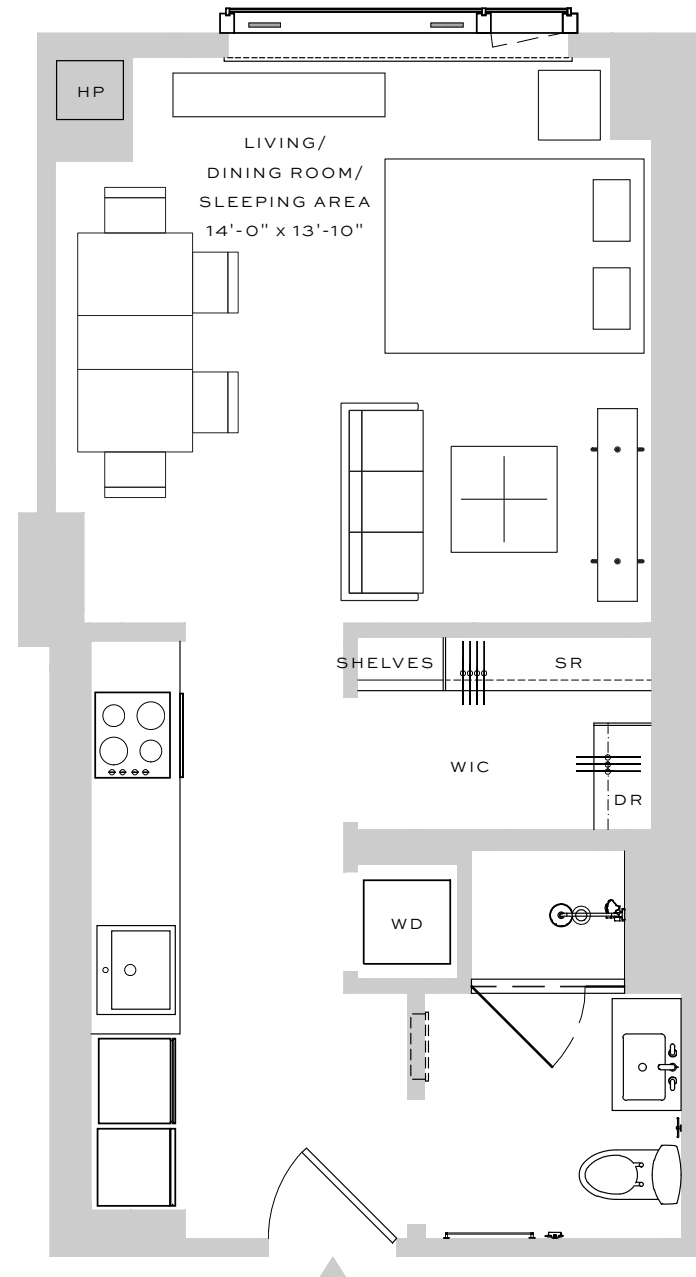 HP
LIVING/
DINING ROOM/
SLEEPING AREA
14'-0" x 13'-10"
SHELVES
SR
WIC
DR
WD